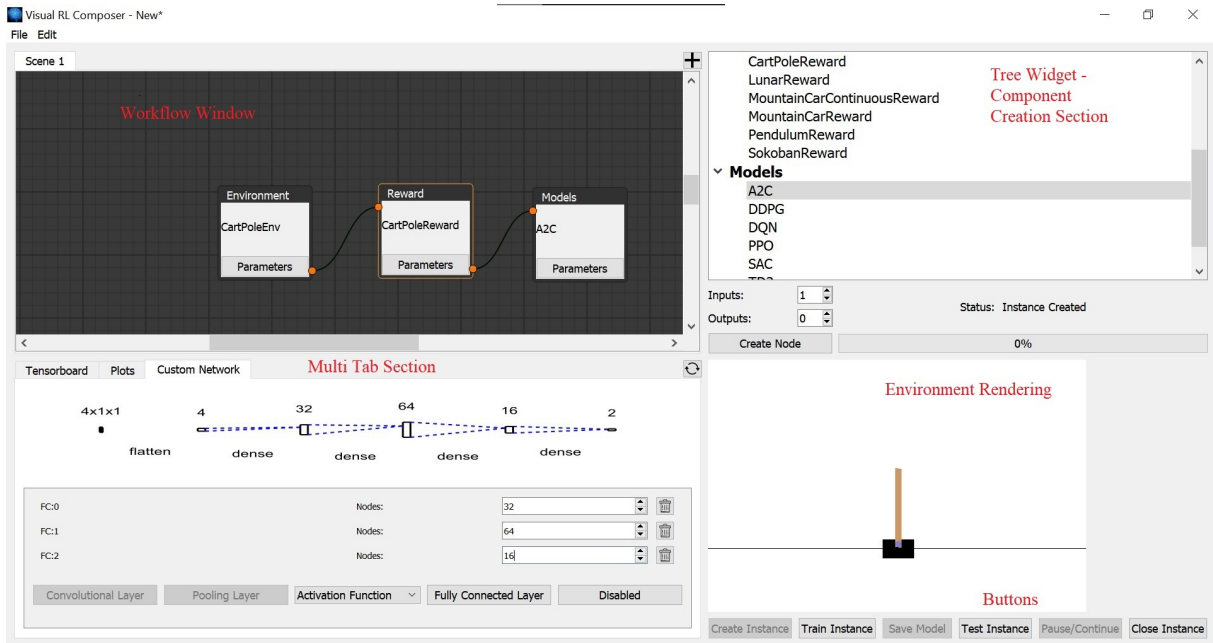 Visual RL Composer - New*
File Edit
Scene 1
Workflow Window
Environment
CartPoleEnv
Parameters
Reward
CartPoleReward
Parameters
Models
A2C
Parameters
CartPoleReward
LunarReward
MountainCarContinuousReward
MountainCarReward
PendulumReward
SokobanReward
Models
A2C
DDPG
DQN
PPO
SAC
TD3
Tree Widget -
Component
Creation Section
Inputs: 1
Outputs: 0
Status: Instance Created
Create Node 0%
Tensorboard Plots Custom Network
Multi Tab Section
4x1x1 4 32 64 16 2
flatten dense dense dense dense
FC:0 Nodes: 32
FC:1 Nodes: 64
FC:2 Nodes: 16
Convolutional Layer Pooling Layer Activation Function Fully Connected Layer Disabled
Environment Rendering
Buttons
Create Instance Train Instance Save Model Test Instance Pause/Continue Close Instance